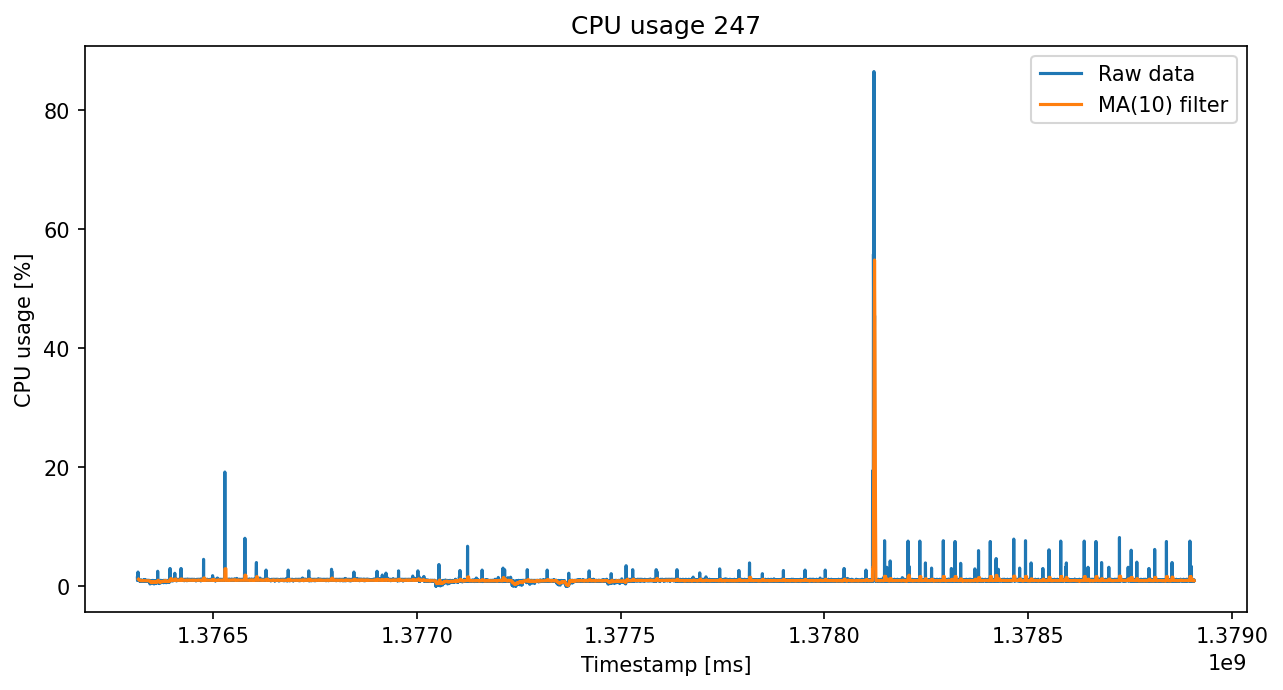 CPU usage 247
Raw data
MA(10) filter
CPU usage [%]
80
60
40
20
0
1.3765
1.3770
1.3775
1.3780
1.3785
1.3790
1e9
Timestamp [ms]